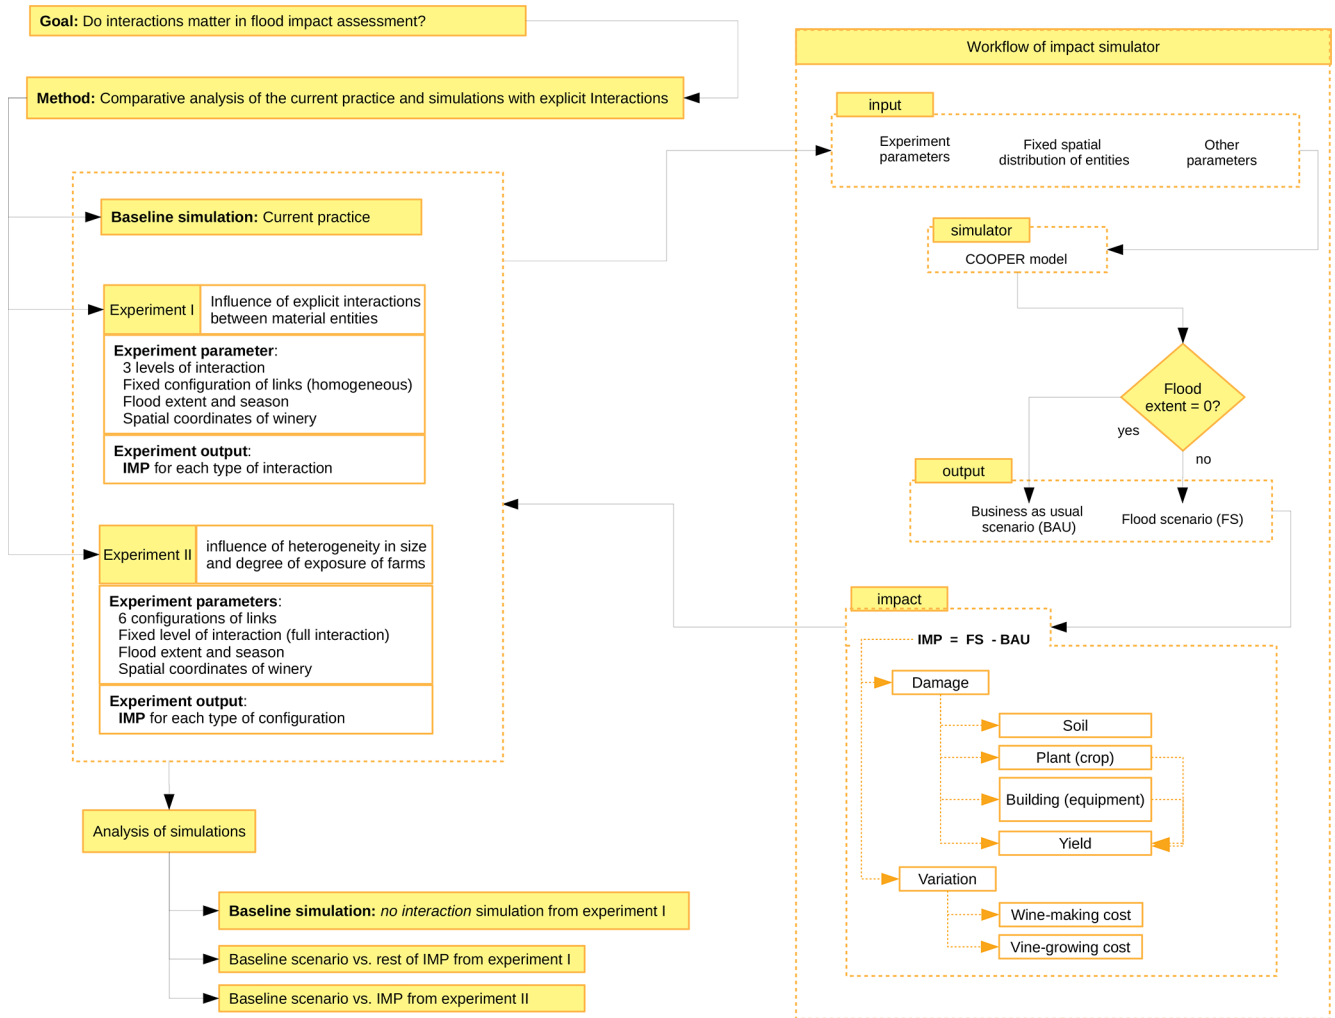 Goal: Do interactions matter in flood impact assessment?
Method: Comparative analysis of the current practice and simulations with explicit Interactions
Baseline simulation: Current practice
Experiment I
Influence of explicit interactions
between material entities
Experiment parameter:
3 levels of interaction
Fixed configuration of links (homogeneous)
Flood extent and season
Spatial coordinates of winery
Experiment output:
IMP for each type of interaction
Experiment II
influence of heterogeneity in size
and degree of exposure of farms
Experiment parameters:
6 configurations of links
Fixed level of interaction (full interaction)
Flood extent and season
Spatial coordinates of winery
Experiment output:
IMP for each type of configuration
Analysis of simulations
Baseline simulation: no interaction simulation from experiment I
Baseline scenario vs. rest of IMP from experiment I
Baseline scenario vs. IMP from experiment II
Workflow of impact simulator
input
Experiment
parameters
Fixed spatial
distribution of entities
Other
parameters
simulator
COOPER model
Flood
extent = 0?
yes
no
output
Business as usual
scenario (BAU)
Flood scenario (FS)
impact
IMP = FS - BAU
Damage
Soil
Plant (crop)
Building (equipment)
Yield
Variation
Wine-making cost
Vine-growing cost